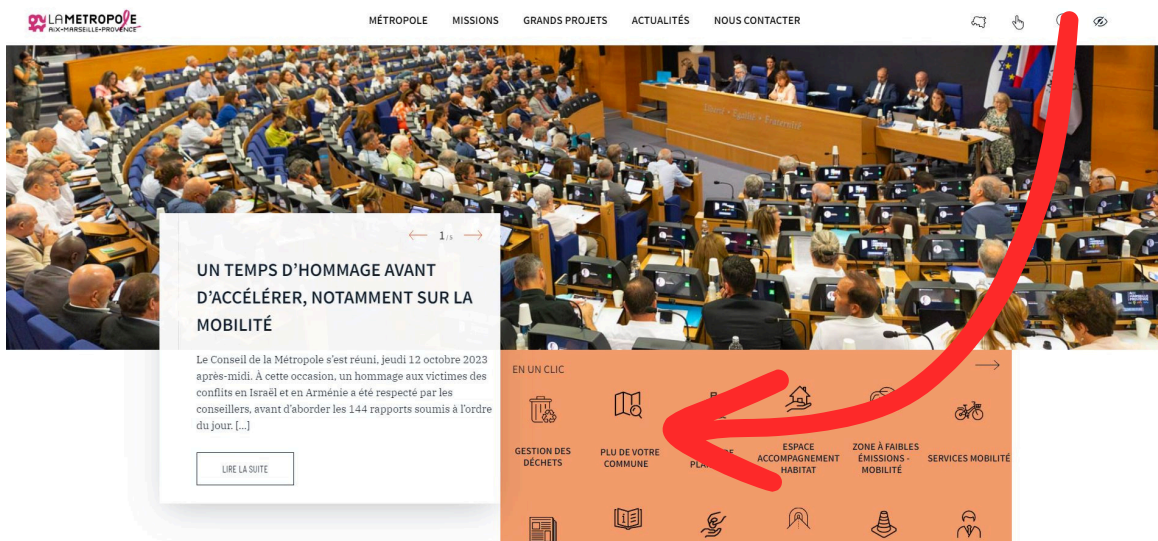 LAMETROPOLE
AIX-MARSEILLE-PROVENCE
MÉTROPOLE
MISSIONS
GRANDS PROJETS
ACTUALITÉS
NOUS CONTACTER
Liberté • Égalité • Fraternité
1/5
UN TEMPS D’HOMMAGE AVANT
D’ACCÉLÉRER, NOTAMMENT SUR LA
MOBILITÉ
Le Conseil de la Métropole s’est réuni, jeudi 12 octobre 2023
après-midi. À cette occasion, un hommage aux victimes des
conflits en Israël et en Arménie a été respecté par les
conseillers, avant d’aborder les 144 rapports soumis à l’ordre
du jour. […]
LIRE LA SUITE
EN UN CLIC
GESTION DES
DÉCHETS
PLU DE VOTRE
COMMUNE
ESPACE
ACCOMPAGNEMENT
HABITAT
ZONE À FAIBLES
ÉMISSIONS -
MOBILITÉ
SERVICES MOBILITÉ